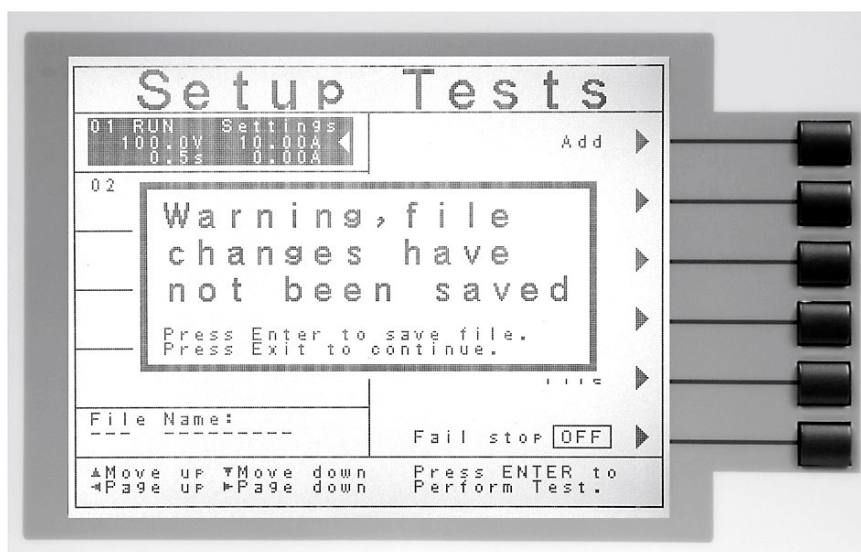 Setup Tests
01 RUN Settings
100.0V 10.00A
0.5s 0.00A
Add
02
Warning,file
changes have
not been saved
Press Enter to save file.
Press Exit to continue.
File Name:
Fail stop OFF
▲Move up ▼Move down
◄Page up ►Page down
Press ENTER to
Perform Test.